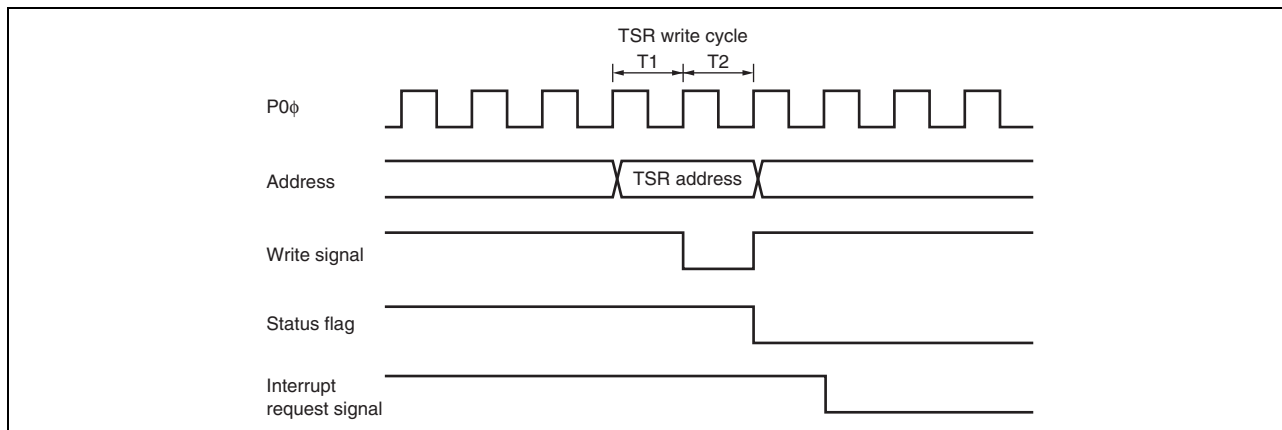 TSR write cycle
T1 T2
P0ϕ
Address
TSR address
Write signal
Status flag
Interrupt
request signal